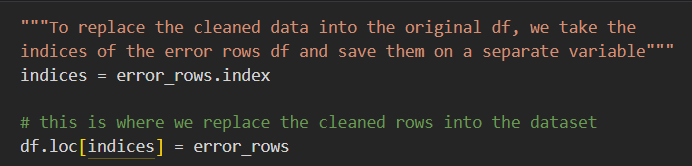 """To replace the cleaned data into the original df, we take the
indices of the error rows df and save them on a separate variable"""
indices = error_rows.index
# this is where we replace the cleaned rows into the dataset
df.loc[indices] = error_rows